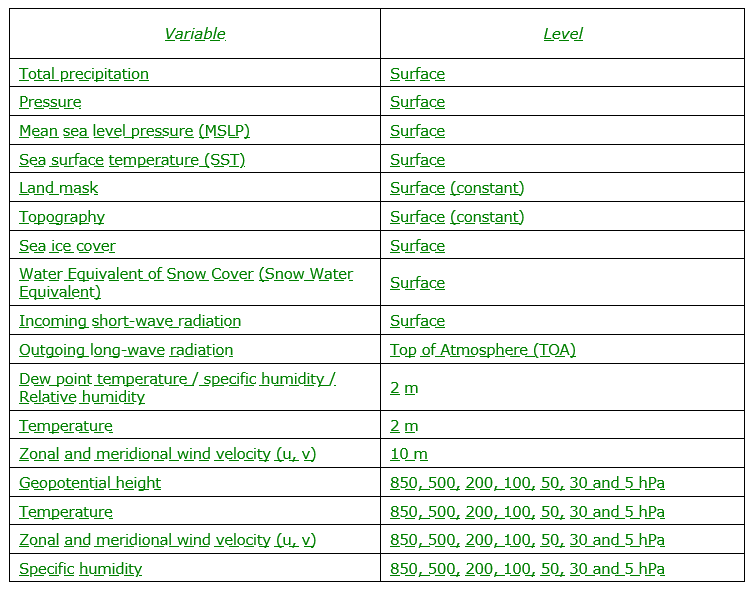 Variable Level
Total precipitation Surface
Pressure Surface
Mean sea level pressure (MSLP) Surface
Sea surface temperature (SST) Surface
Land mask Surface (constant)
Topography Surface (constant)
Sea ice cover Surface
Water Equivalent of Snow Cover (Snow Water
Equivalent) Surface
Incoming short-wave radiation Surface
Outgoing long-wave radiation Top of Atmosphere (TOA)
Dew point temperature / specific humidity /
Relative humidity 2 m
Temperature 2 m
Zonal and meridional wind velocity (u, v) 10 m
Geopotential height 850, 500, 200, 100, 50, 30 and 5 hPa
Temperature 850, 500, 200, 100, 50, 30 and 5 hPa
Zonal and meridional wind velocity (u, v) 850, 500, 200, 100, 50, 30 and 5 hPa
Specific humidity 850, 500, 200, 100, 50, 30 and 5 hPa